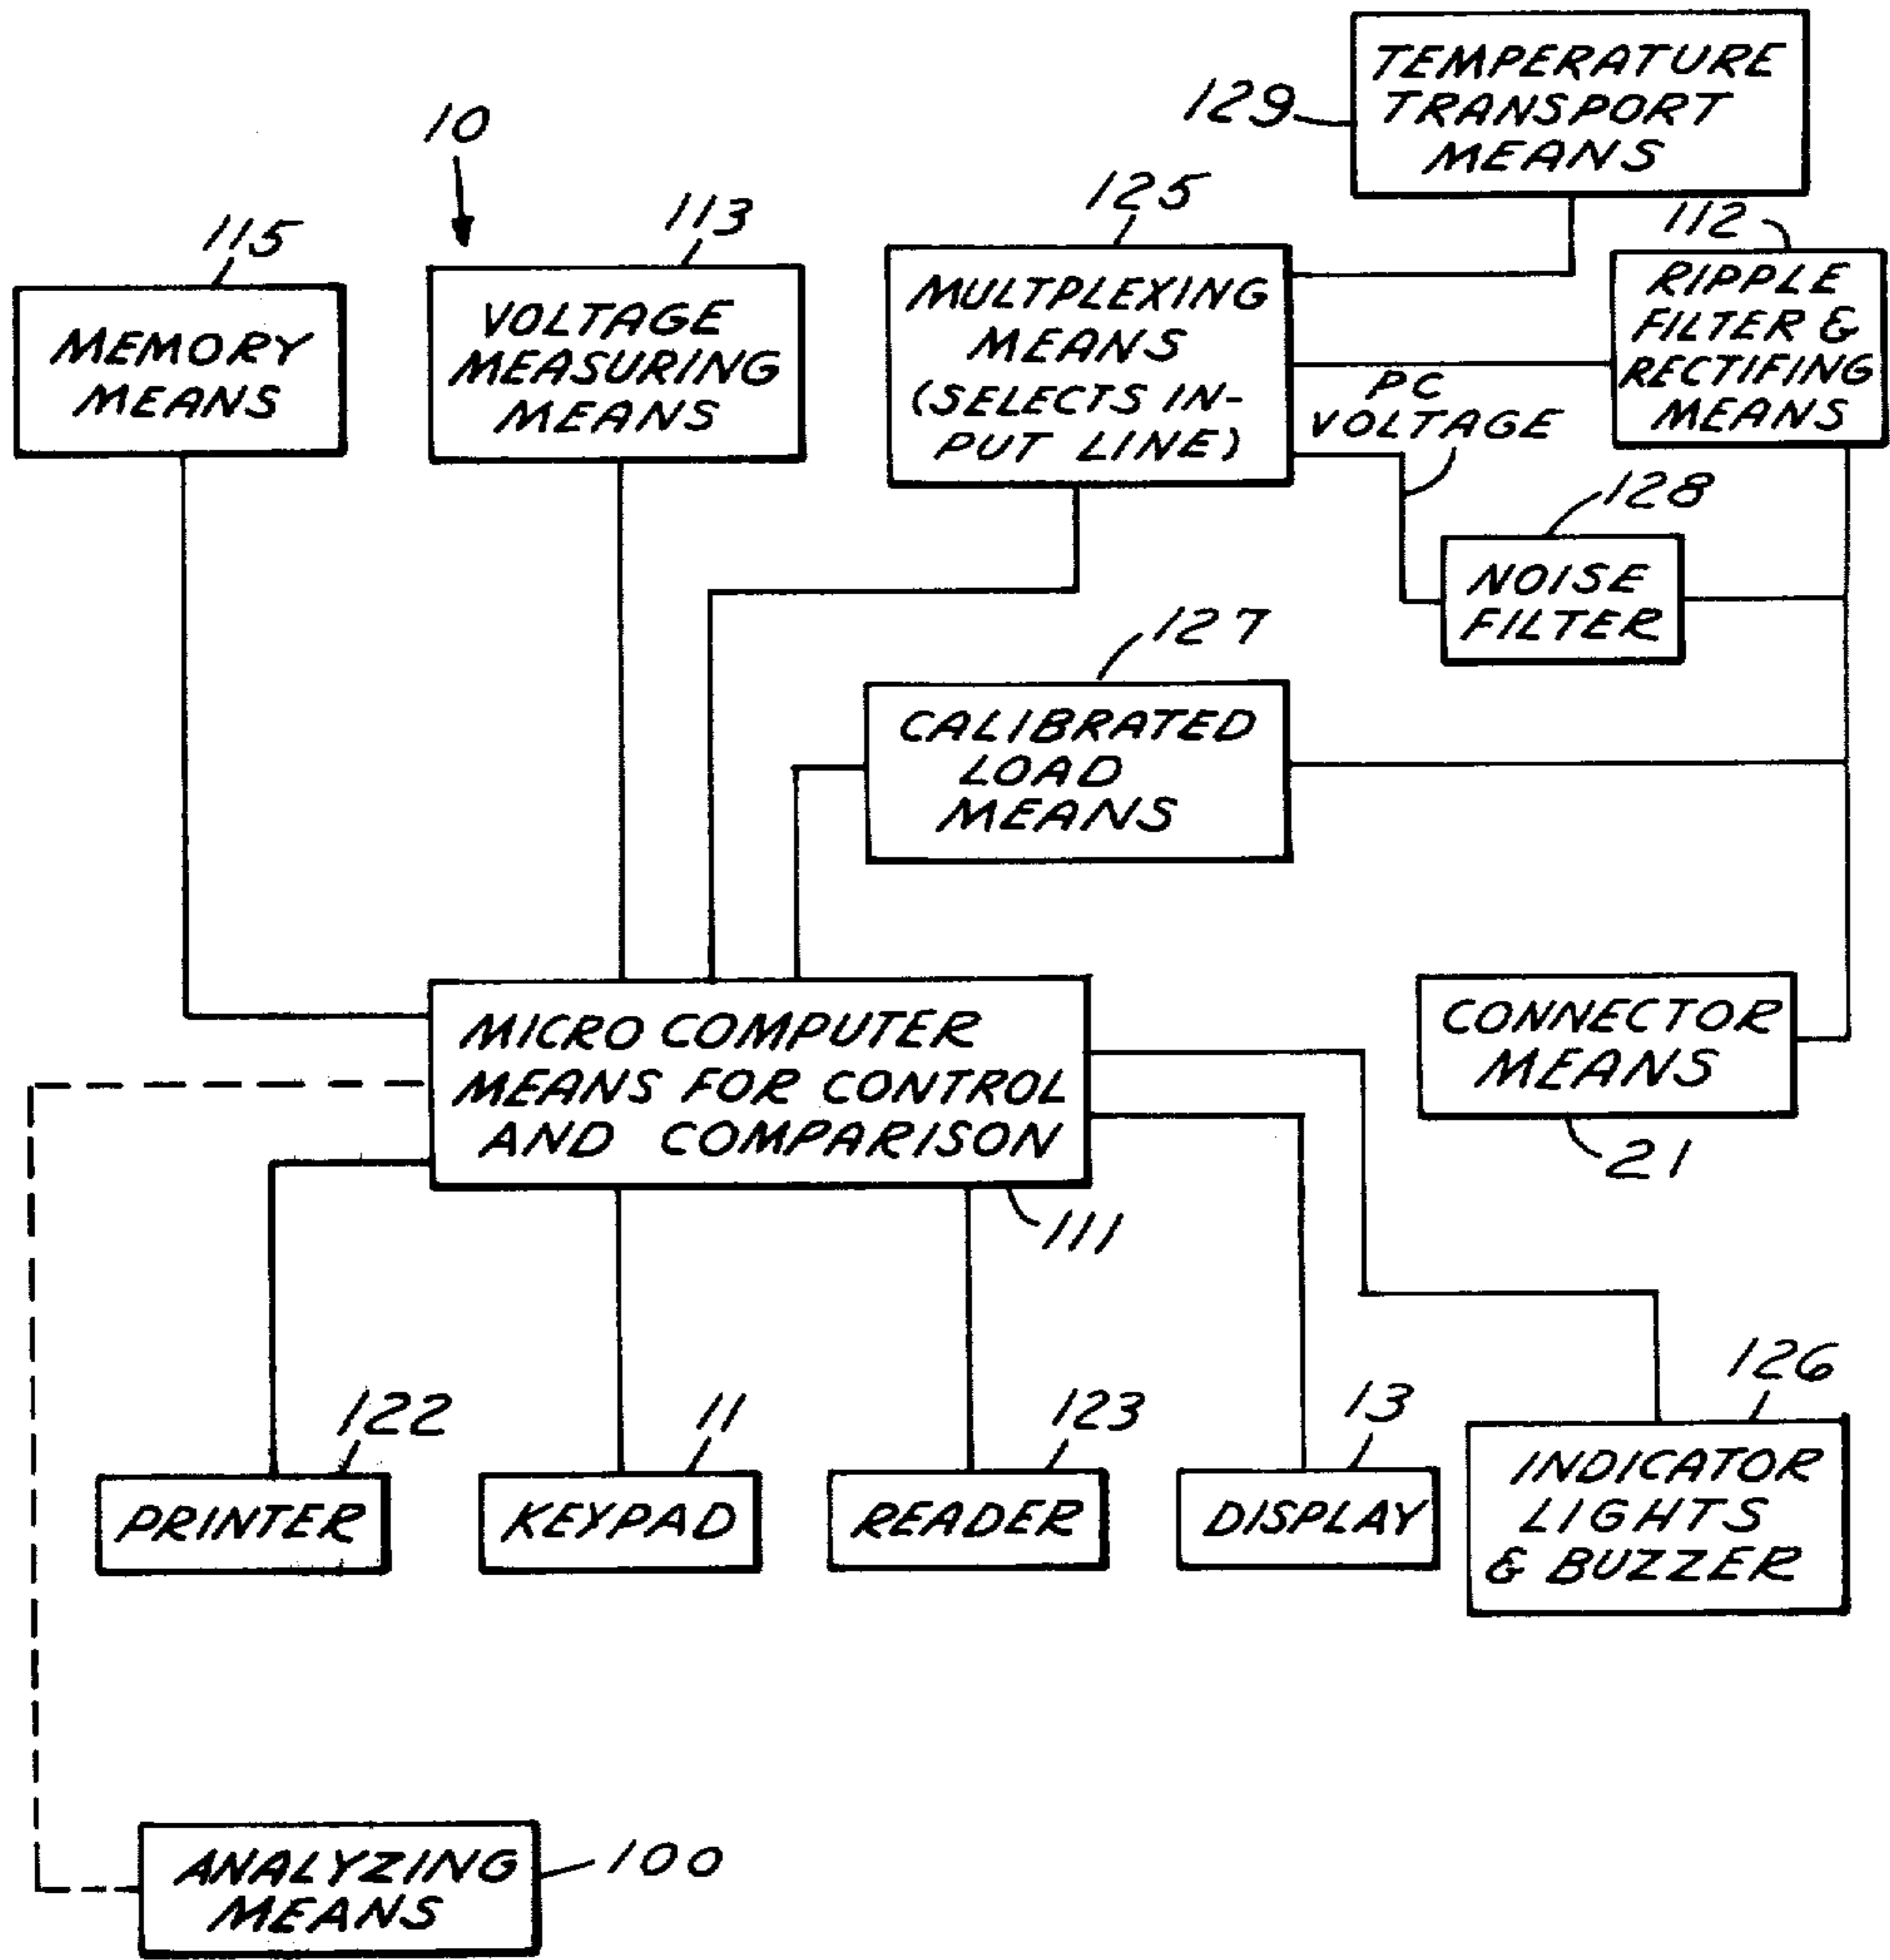 TEMPERATURE
TRANSPORT
MEANS
129
10
125
113
112
115
MEMORY
MEANS
VOLTAGE
MEASURING
MEANS
MULTPLEXING
MEANS
(SELECTS IN-
PUT LINE)
RIPPLE
FILTER &
RECTIFING
MEANS
PC
VOLTAGE
128
NOISE
FILTER
127
CALIBRATED
LOAD
MEANS
MICRO COMPUTER
MEANS FOR CONTROL
AND COMPARISON
111
CONNECTOR
MEANS
21
122
11
123
13
126
PRINTER
KEYPAD
READER
DISPLAY
INDICATOR
LIGHTS
& BUZZER
ANALYZING
MEANS
100